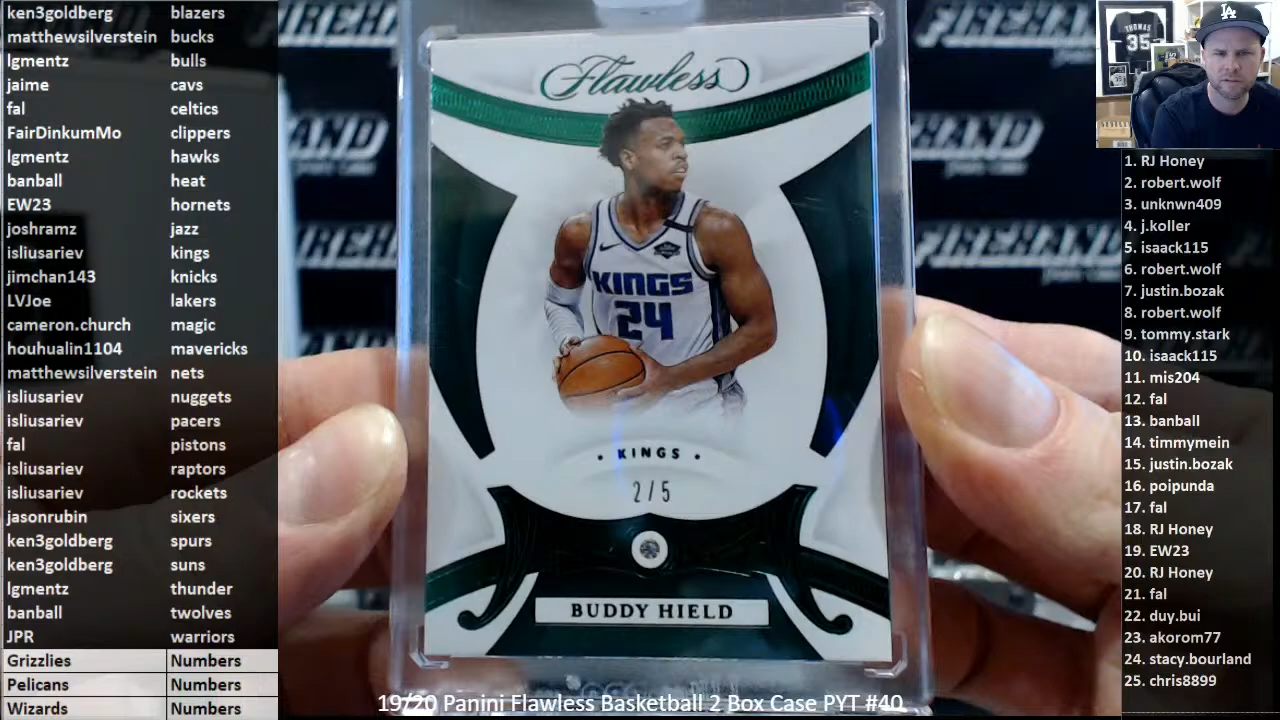 ken3goldberg blazers
matthewsilverstein bucks
lgmentz bulls
jaime cavs
fal celtics
FairDinkumMo clippers
lgmentz hawks
banball heat
EW23 hornets
joshramz jazz
isliusariev kings
jimchan143 knicks
LVJoe lakers
cameron.church magic
houhualin1104 mavericks
matthewsilverstein nets
isliusariev nuggets
isliusariev pacers
fal pistons
isliusariev raptors
isliusariev rockets
jasonrubin sixers
ken3goldberg spurs
ken3goldberg suns
lgmentz thunder
banball twolves
JPR warriors
Grizzlies Numbers
Pelicans Numbers
Wizards Numbers
Flawless
KINGS
24
• KINGS •
2/5
BUDDY HIELD
19/20 Panini Flawless Basketball 2 Box Case PYT #40
THOMAS
35
LA
1. RJ Honey
2. robert.wolf
3. unknwn409
4. j.koller
5. isaack115
6. robert.wolf
7. justin.bozak
8. robert.wolf
9. tommy.stark
10. isaack115
11. mis204
12. fal
13. banball
14. timmymein
15. justin.bozak
16. poipunda
17. fal
18. RJ Honey
19. EW23
20. RJ Honey
21. fal
22. duy.bui
23. akorom77
24. stacy.bourland
25. chris8899